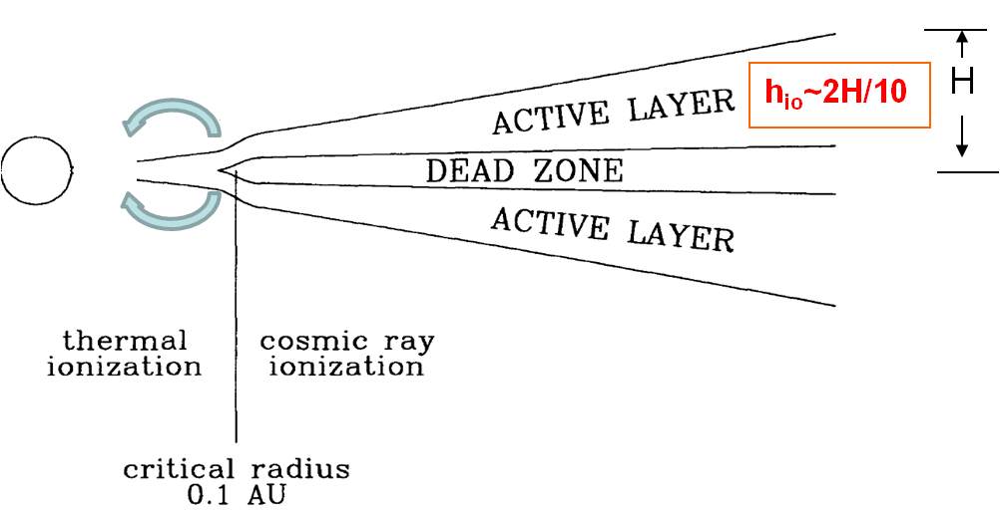 ACTIVE LAYER
h_io~2H/10
H
DEAD ZONE
ACTIVE LAYER
thermal
ionization
cosmic ray
ionization
critical radius
0.1 AU